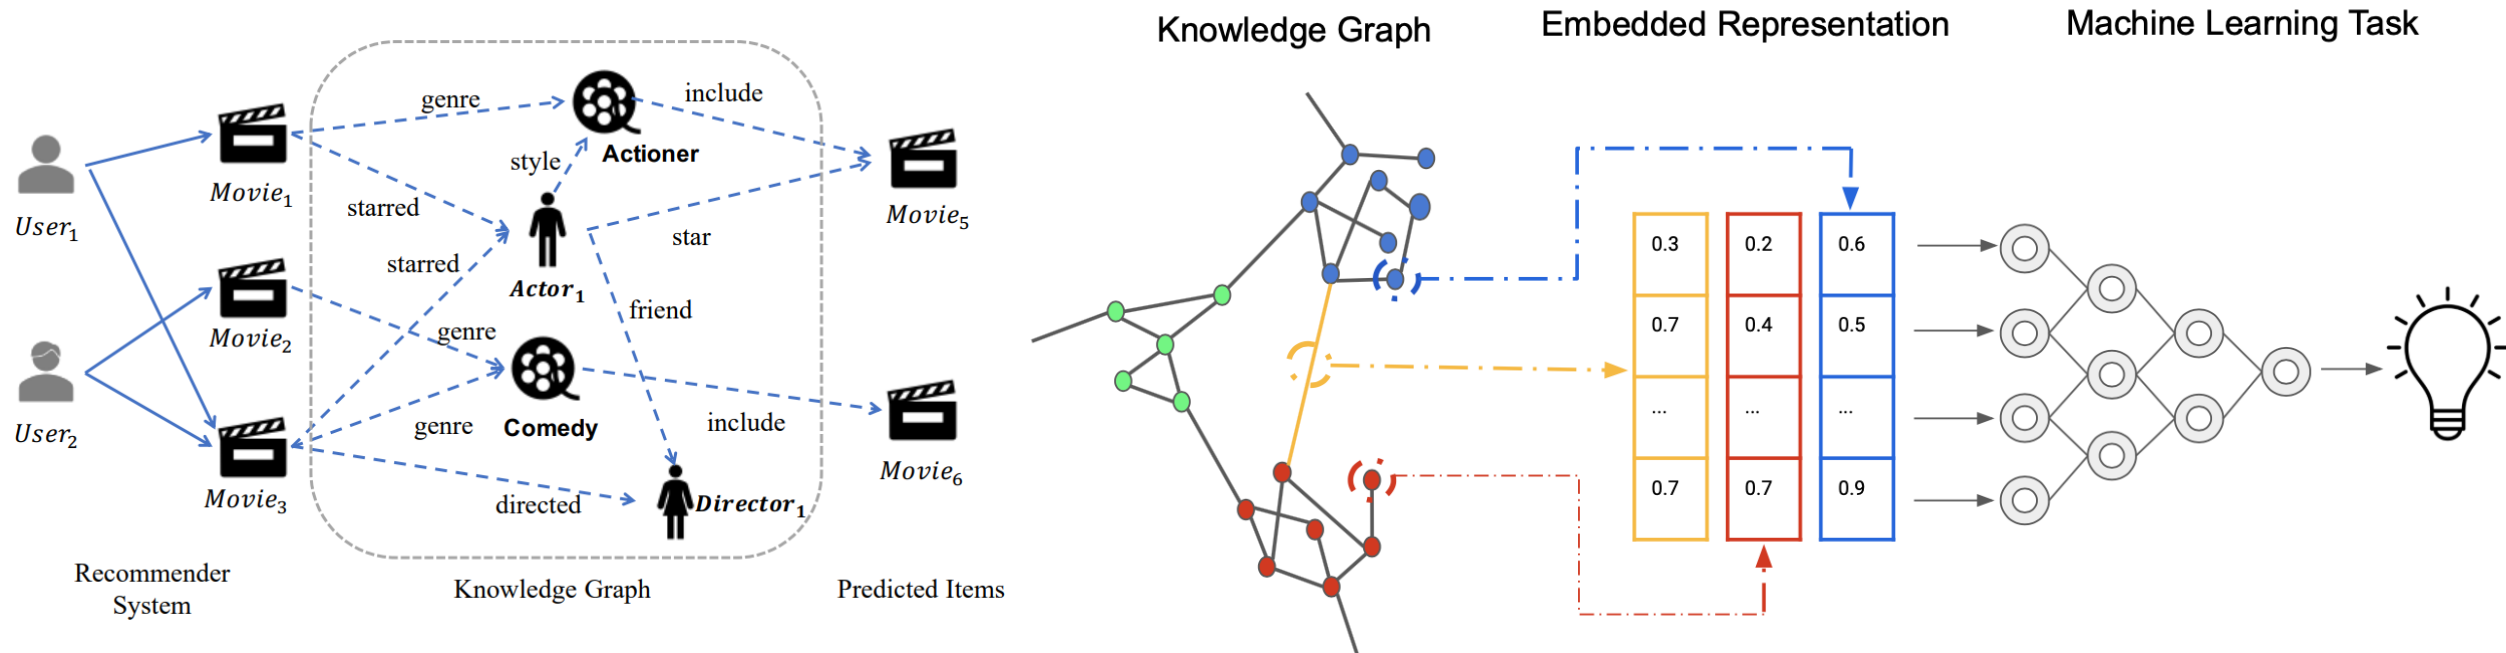 genre
include
Actioner
style
User₁
Movie₁
starred
Movie₅
star
starred
Actor₁
friend
Movie₂
genre
User₂
genre
Comedy
include
Movie₆
Movie₃
directed
Director₁
Recommender
System
Knowledge Graph
Predicted Items
Knowledge Graph
Embedded Representation
Machine Learning Task
0.3 0.2 0.6
0.7 0.4 0.5
... ... ...
0.7 0.7 0.9